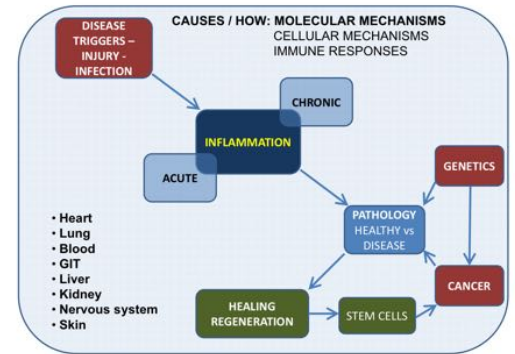 DISEASE
TRIGGERS –
INJURY -
INFECTION
CAUSES / HOW: MOLECULAR MECHANISMS
CELLULAR MECHANISMS
IMMUNE RESPONSES
CHRONIC
INFLAMMATION
ACUTE
GENETICS
PATHOLOGY
HEALTHY vs
DISEASE
• Heart
• Lung
• Blood
• GIT
• Liver
• Kidney
• Nervous system
• Skin
CANCER
HEALING
REGENERATION
STEM CELLS